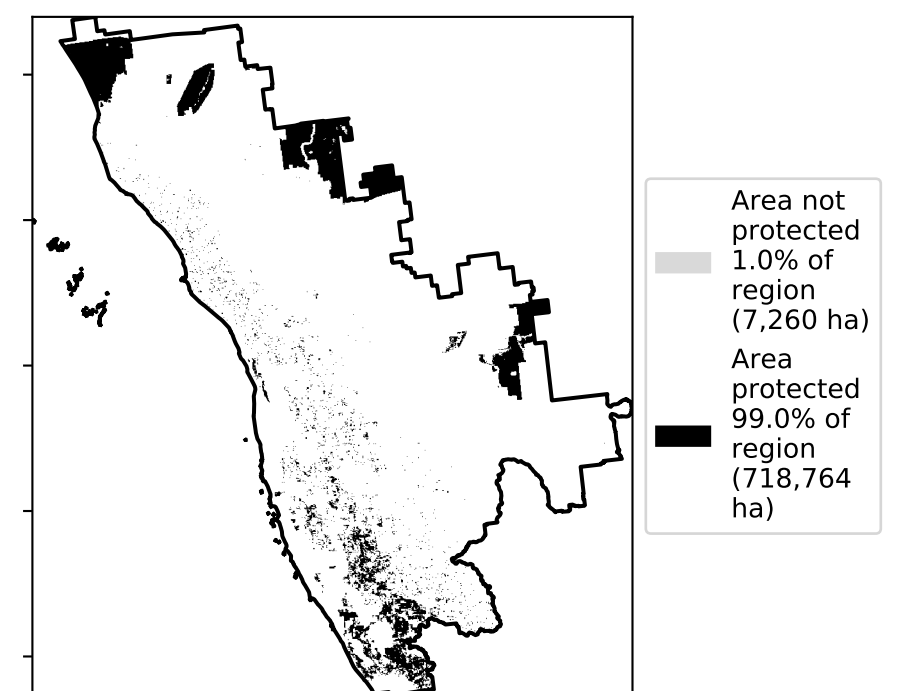 Area not
protected
1.0% of
region
(7,260 ha)
Area
protected
99.0% of
region
(718,764
ha)